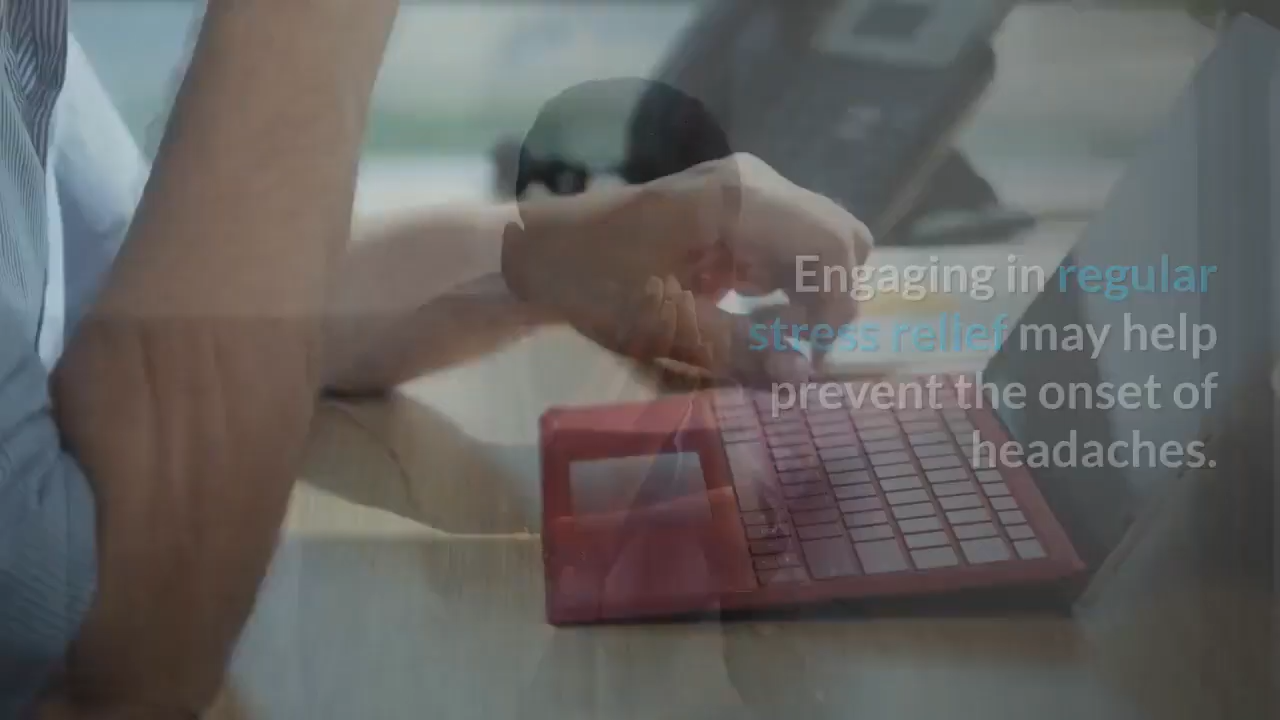 Engaging in regular
stress relief may help
prevent the onset of
headaches.